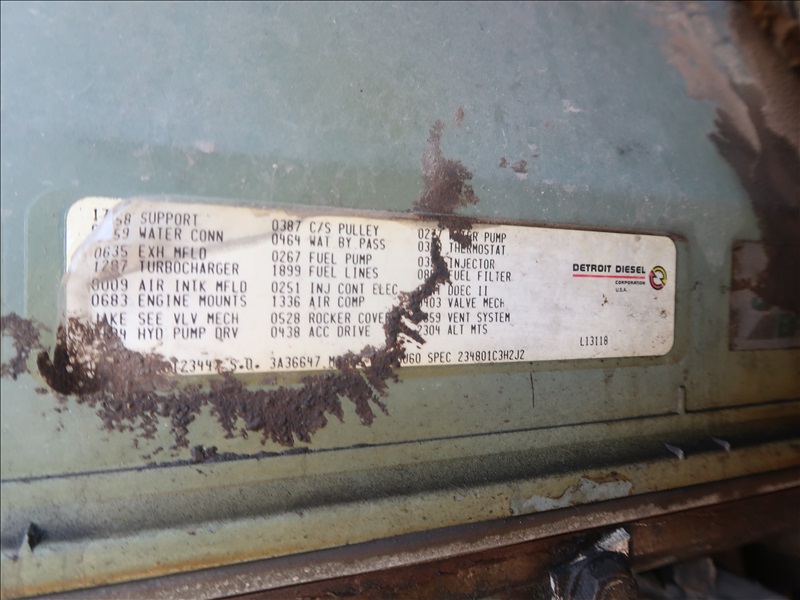 SUPPORT
WATER CONN
0635 EXH MFLD
1287 TURBOCHARGER
8009 AIR INTK MFLD
0683 ENGINE MOUNTS
JAKE SEE VLV MECH
HYD PUMP DRV
0387 C/S PULLEY
0464 WAT BY PASS
0267 FUEL PUMP
1899 FUEL LINES
0251 INJ CONT ELEC
1336 AIR COMP
0528 ROCKER COVER
0438 ACC DRIVE
PUMP
THERMOSTAT
INJECTOR
FUEL FILTER
DDEC II
VALVE MECH
VENT SYSTEM
2304 ALT MTS
DETROIT DIESEL
CORPORATION
U.S.A.
L13118
S.O. 3A36647 SPEC 234801C3H2J2